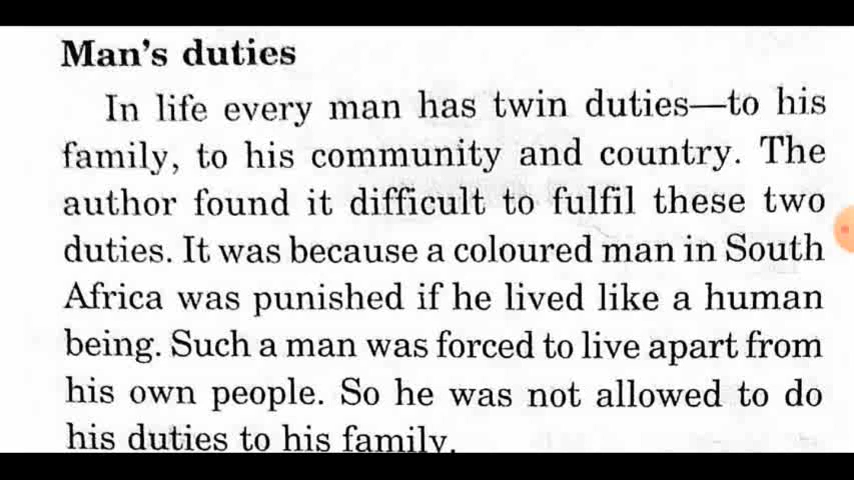 Man's duties
In life every man has twin duties—to his
family, to his community and country. The
author found it difficult to fulfil these two
duties. It was because a coloured man in South
Africa was punished if he lived like a human
being. Such a man was forced to live apart from
his own people. So he was not allowed to do
his duties to his family.